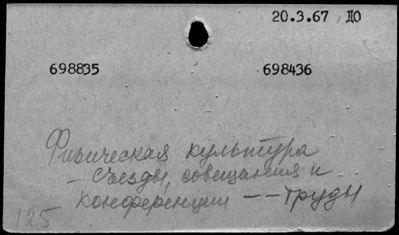 20.3.67 ДО
698835 698436
Физическая культура
- Съезды, совещания и
конференции -- Труды
125